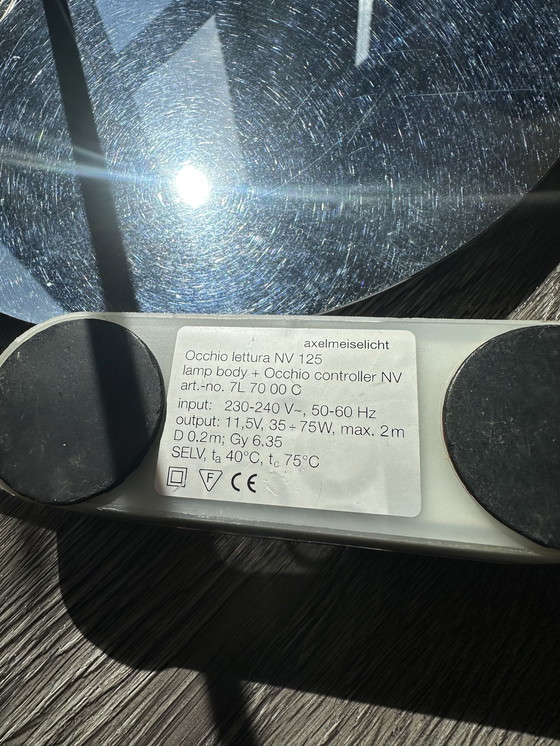 axelmeiselicht
Occhio lettura NV 125
lamp body + Occhio controller NV
art.-no. 7L 70 00 C
input: 230-240 V~, 50-60 Hz
output: 11,5V, 35÷75W, max. 2m
D 0.2m; Gy 6.35
SELV, ta 40°C, tc 75°C
F CE